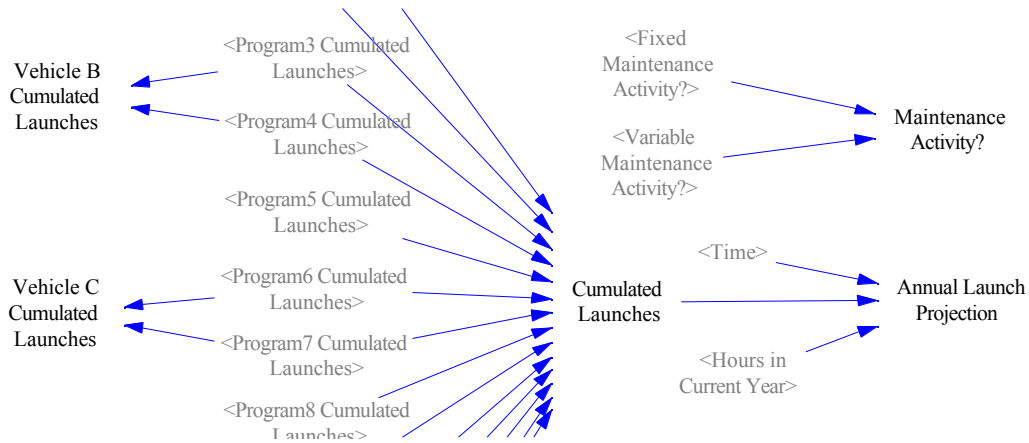 Vehicle B
Cumulated
Launches
<Program3 Cumulated
Launches>
<Program4 Cumulated
Launches>
<Program5 Cumulated
Launches>
Vehicle C
Cumulated
Launches
<Program6 Cumulated
Launches>
<Program7 Cumulated
Launches>
<Program8 Cumulated
Launches>
Cumulated
Launches
<Fixed
Maintenance
Activity?>
<Variable
Maintenance
Activity?>
Maintenance
Activity?
<Time>
<Hours in
Current Year>
Annual Launch
Projection